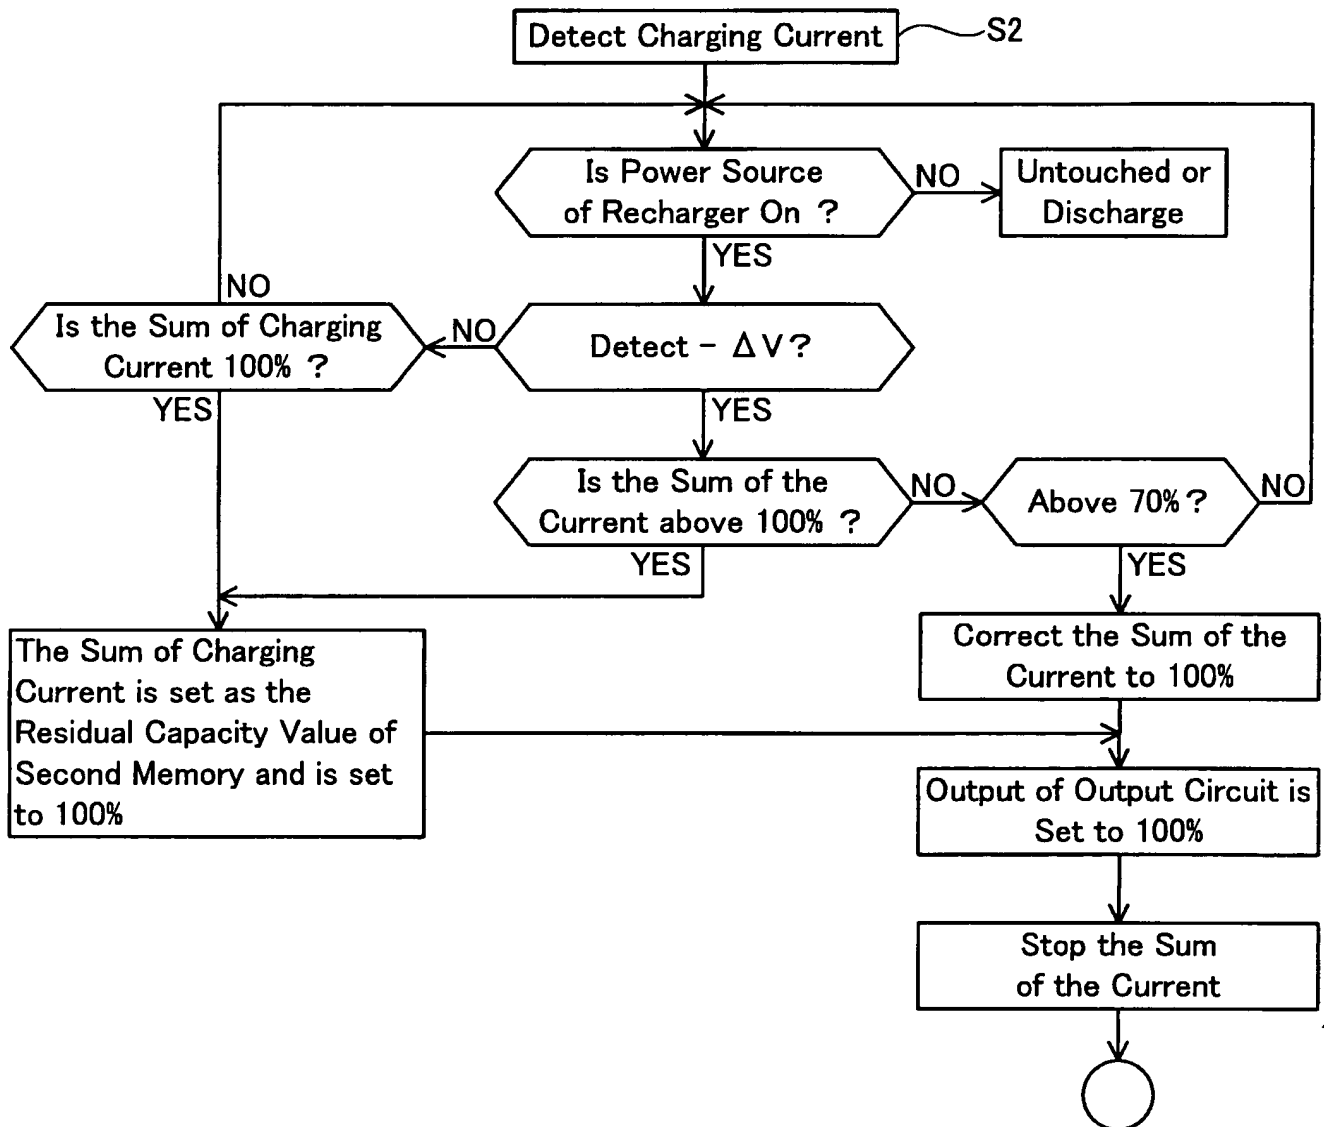 Detect Charging Current
S2
Is Power Source
of Recharger On ?
NO
Untouched or
Discharge
YES
NO
Is the Sum of Charging
Current 100% ?
NO
Detect - ΔV?
YES
YES
Is the Sum of the
Current above 100% ?
NO
Above 70%?
NO
YES
YES
The Sum of Charging
Current is set as the
Residual Capacity Value of
Second Memory and is set
to 100%
Correct the Sum of the
Current to 100%
Output of Output Circuit is
Set to 100%
Stop the Sum
of the Current